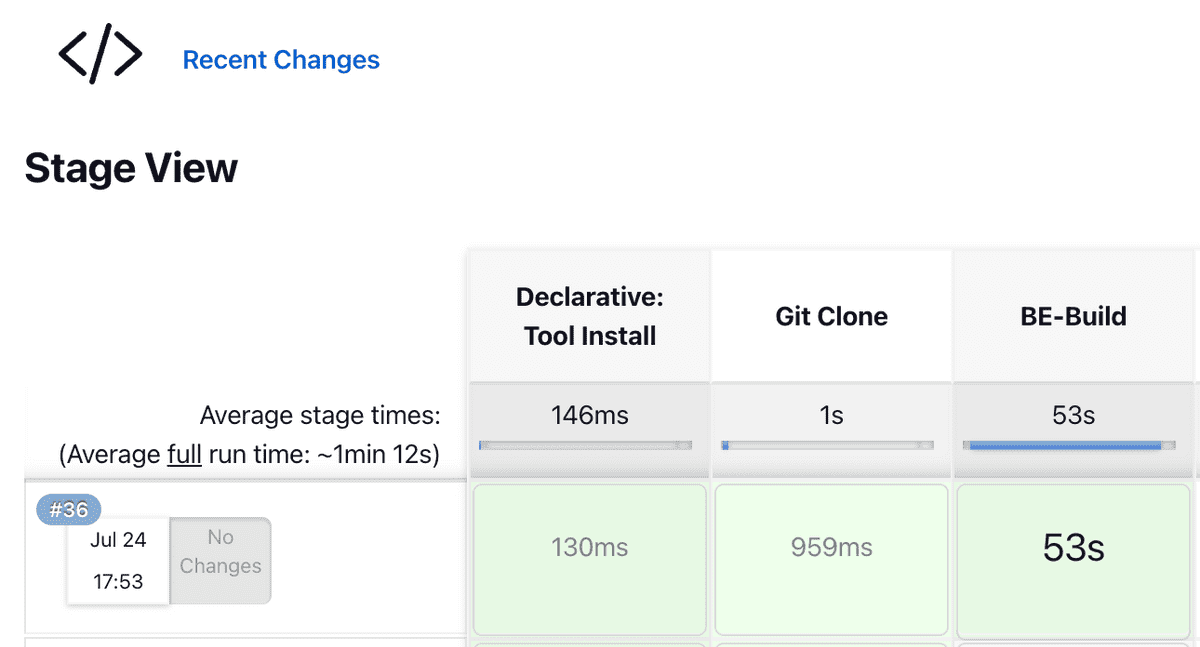 </>
Recent Changes
Stage View
Declarative:
Tool Install
Git Clone
BE-Build
Average stage times:
(Average full run time: ~1min 12s)
146ms
1s
53s
#36
Jul 24
17:53
No
Changes
130ms
959ms
53s